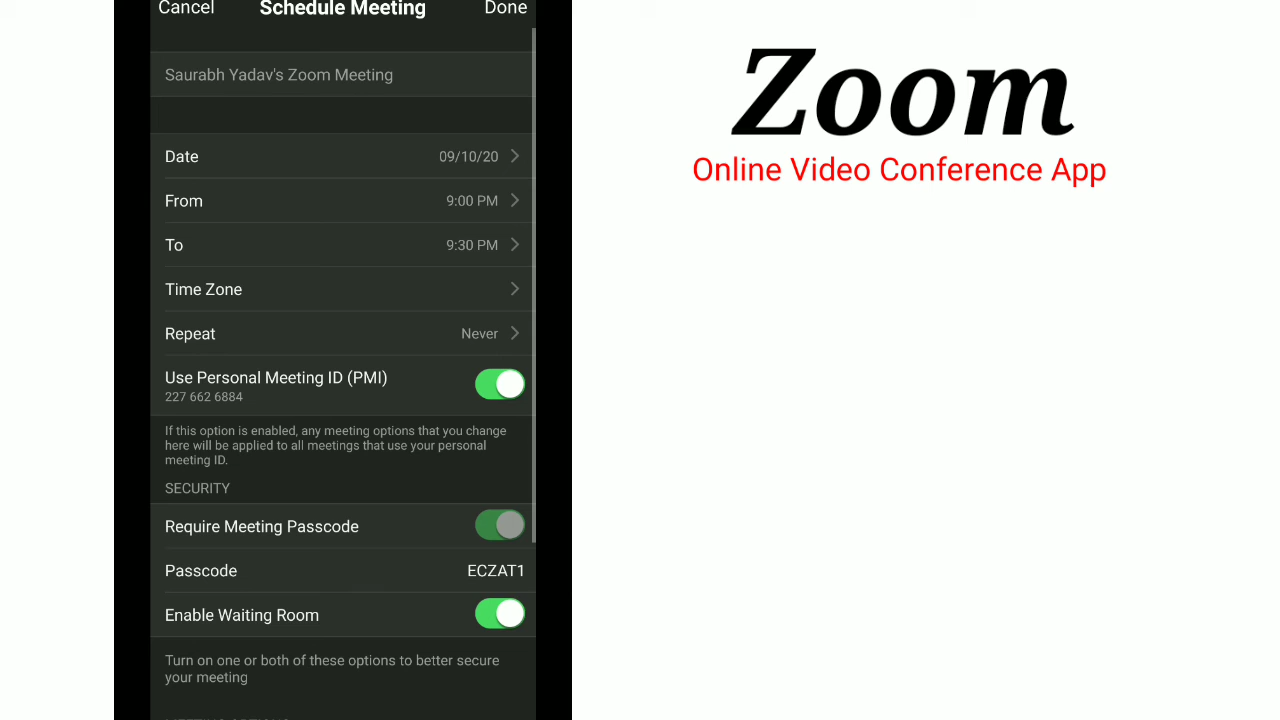 Cancel Schedule Meeting Done
Saurabh Yadav's Zoom Meeting
Date 09/10/20
From 9:00 PM
To 9:30 PM
Time Zone
Repeat Never
Use Personal Meeting ID (PMI)
227 662 6884
If this option is enabled, any meeting options that you change
here will be applied to all meetings that use your personal
meeting ID.
SECURITY
Require Meeting Passcode
Passcode ECZAT1
Enable Waiting Room
Turn on one or both of these options to better secure
your meeting
Zoom
Online Video Conference App